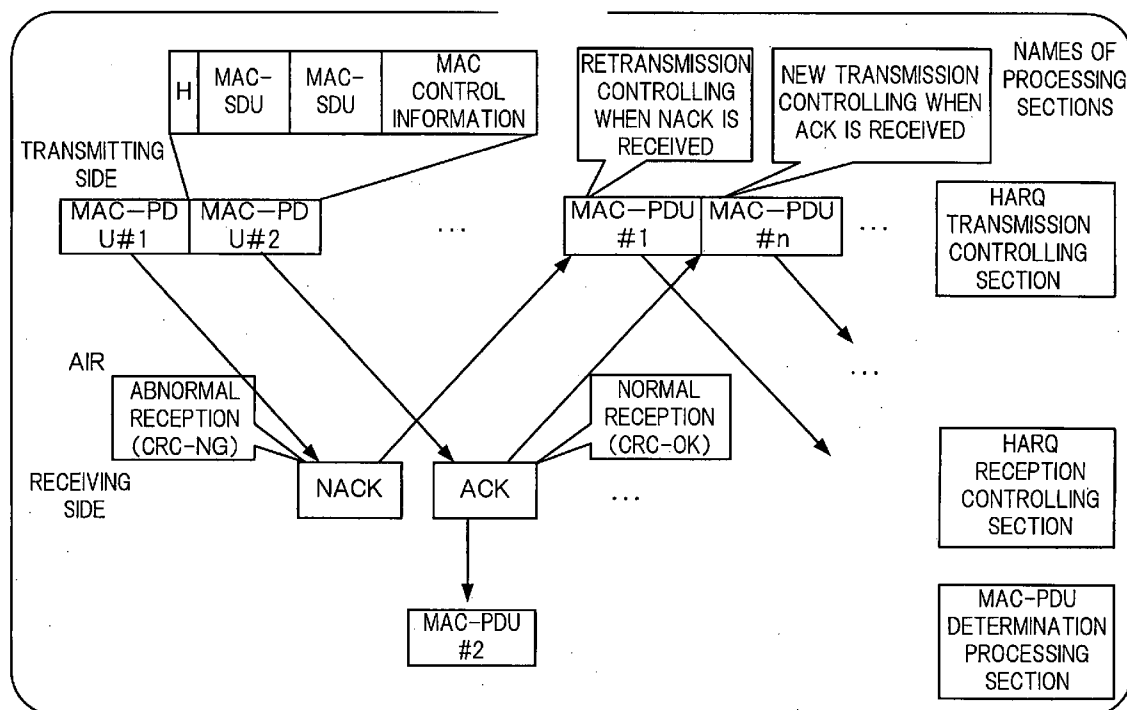 H
MAC-
SDU
MAC-
SDU
MAC
CONTROL
INFORMATION
RETRANSMISSION
CONTROLLING
WHEN NACK IS
RECEIVED
NEW TRANSMISSION
CONTROLLING WHEN
ACK IS RECEIVED
NAMES OF
PROCESSING
SECTIONS
TRANSMITTING
SIDE
MAC-PD
U#1
MAC-PD
U#2
...
MAC-PDU
#1
MAC-PDU
#n
...
HARQ
TRANSMISSION
CONTROLLING
SECTION
AIR
...
ABNORMAL
RECEPTION
(CRC-NG)
NORMAL
RECEPTION
(CRC-OK)
...
RECEIVING
SIDE
NACK
ACK
...
HARQ
RECEPTION
CONTROLLING
SECTION
MAC-PDU
#2
MAC-PDU
DETERMINATION
PROCESSING
SECTION